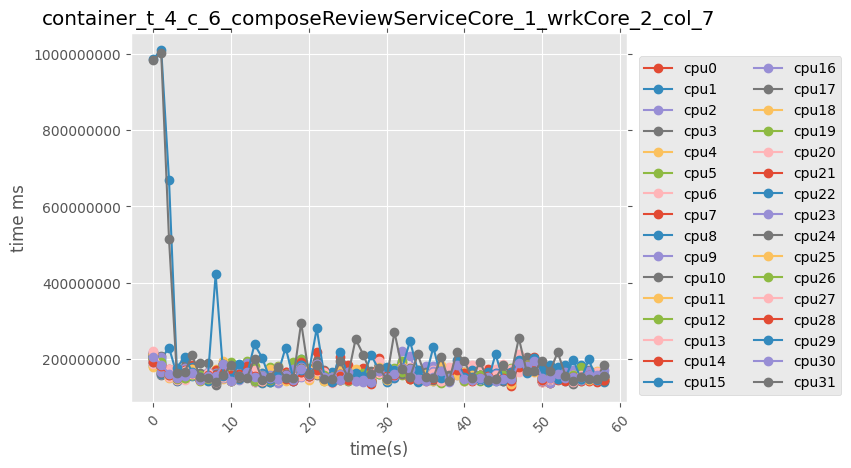 container_t_4_c_6_composeReviewServiceCore_1_wrkCore_2_col_7
time ms
1000000000
800000000
600000000
400000000
200000000
0
10
20
30
40
50
60
time(s)
cpu0
cpu1
cpu2
cpu3
cpu4
cpu5
cpu6
cpu7
cpu8
cpu9
cpu10
cpu11
cpu12
cpu13
cpu14
cpu15
cpu16
cpu17
cpu18
cpu19
cpu20
cpu21
cpu22
cpu23
cpu24
cpu25
cpu26
cpu27
cpu28
cpu29
cpu30
cpu31